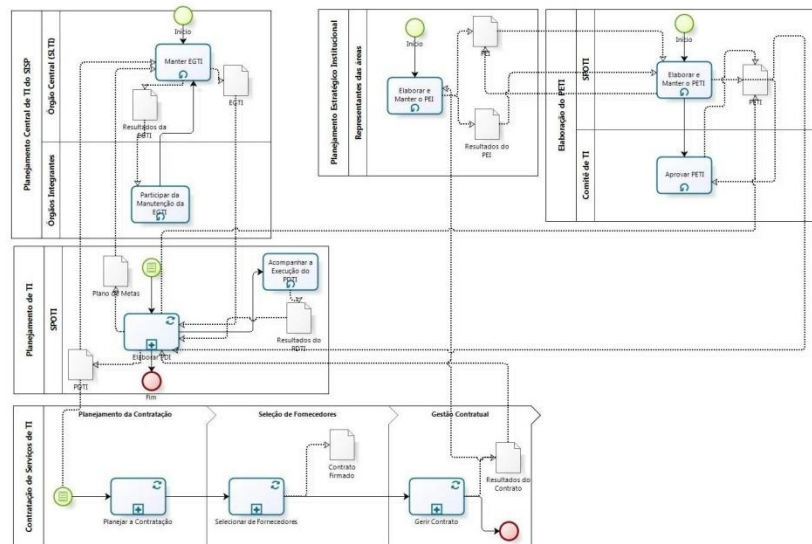 Planejamento Central de TI do SISP
Órgão Central (SLTI)
Início
Manter EGTI
Resultados da
EGTI
EGTI
Órgãos Integrantes
Participar da
Manutenção da
EGTI
Planejamento Estratégico Institucional
Representantes das áreas
Início
Elaborar e
Manter o PEI
PEI
Resultados do
PEI
Elaboração do PETI
SPOTI
Início
Elaborar e
Manter o PETI
PETI
Comitê de TI
Aprovar PETI
Planejamento de TI
SPOTI
Plano de Metas
Acompanhar a
Execução do
PDTI
Elaborar PDI
Resultados do
PDTI
PDTI
Fim
Contratação de Serviços de TI
Planejamento da Contratação
Seleção de Fornecedores
Gestão Contratual
Contrato
Firmado
Resultados do
Contrato
Planejar a Contratação
Selecionar de Fornecedores
Gerir Contrato